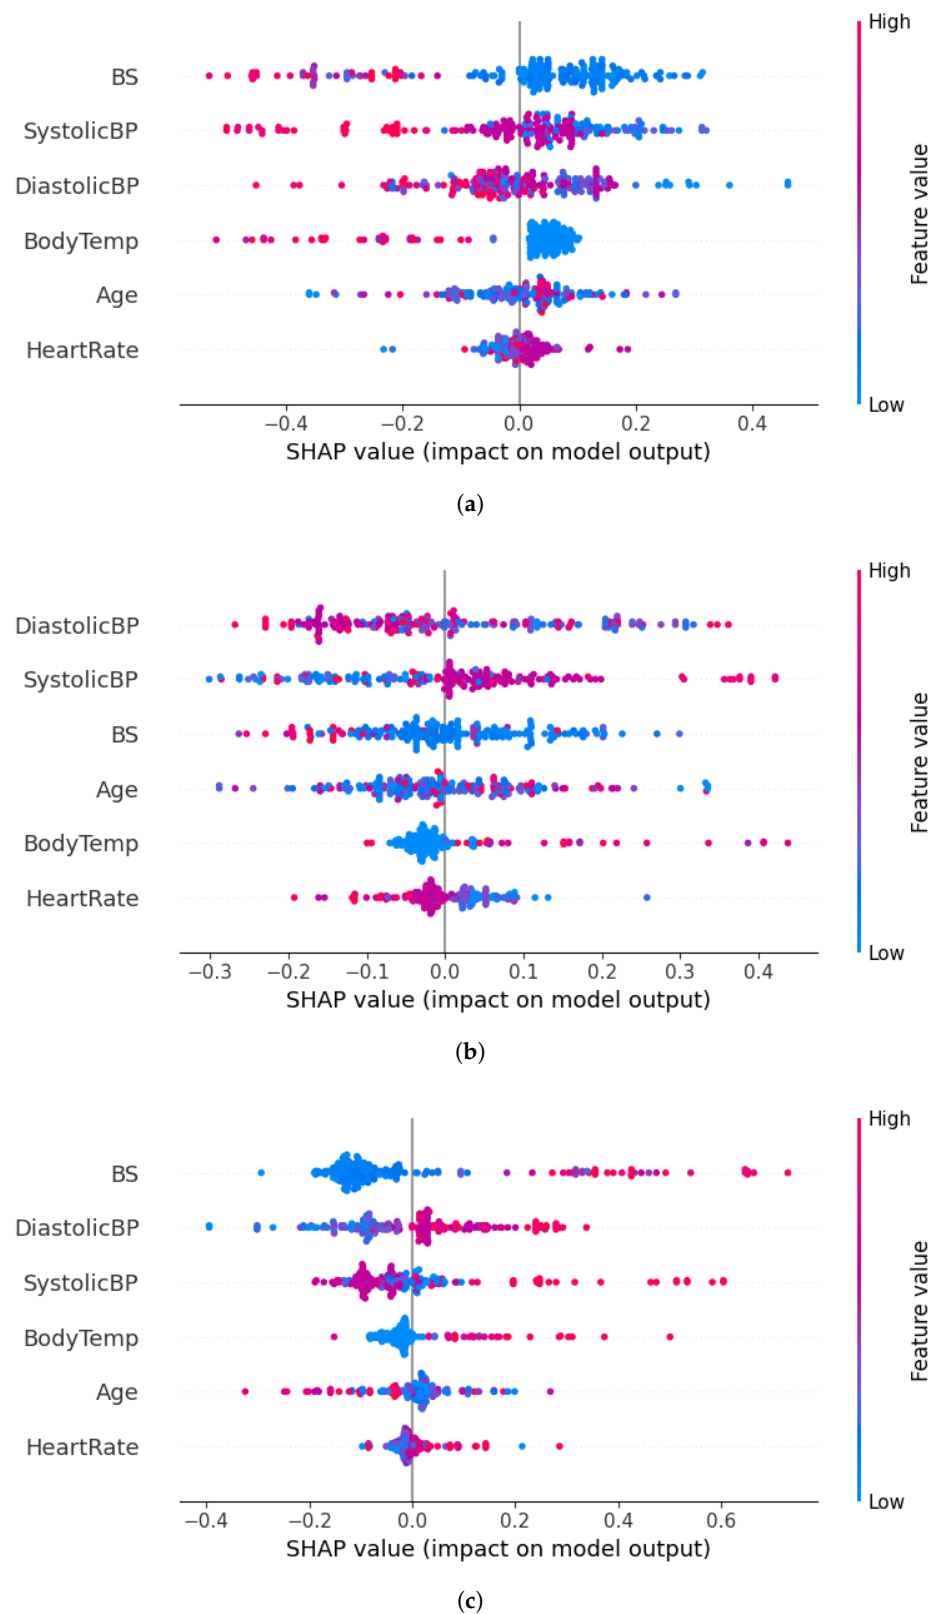 High
BS
SystolicBP
DiastolicBP
BodyTemp
Age
HeartRate
Feature value
Low
−0.4 −0.2 0.0 0.2 0.4
SHAP value (impact on model output)
(a)
High
DiastolicBP
SystolicBP
BS
Age
BodyTemp
HeartRate
Feature value
Low
−0.3 −0.2 −0.1 0.0 0.1 0.2 0.3 0.4
SHAP value (impact on model output)
(b)
High
BS
DiastolicBP
SystolicBP
BodyTemp
Age
HeartRate
Feature value
Low
−0.4 −0.2 0.0 0.2 0.4 0.6
SHAP value (impact on model output)
(c)